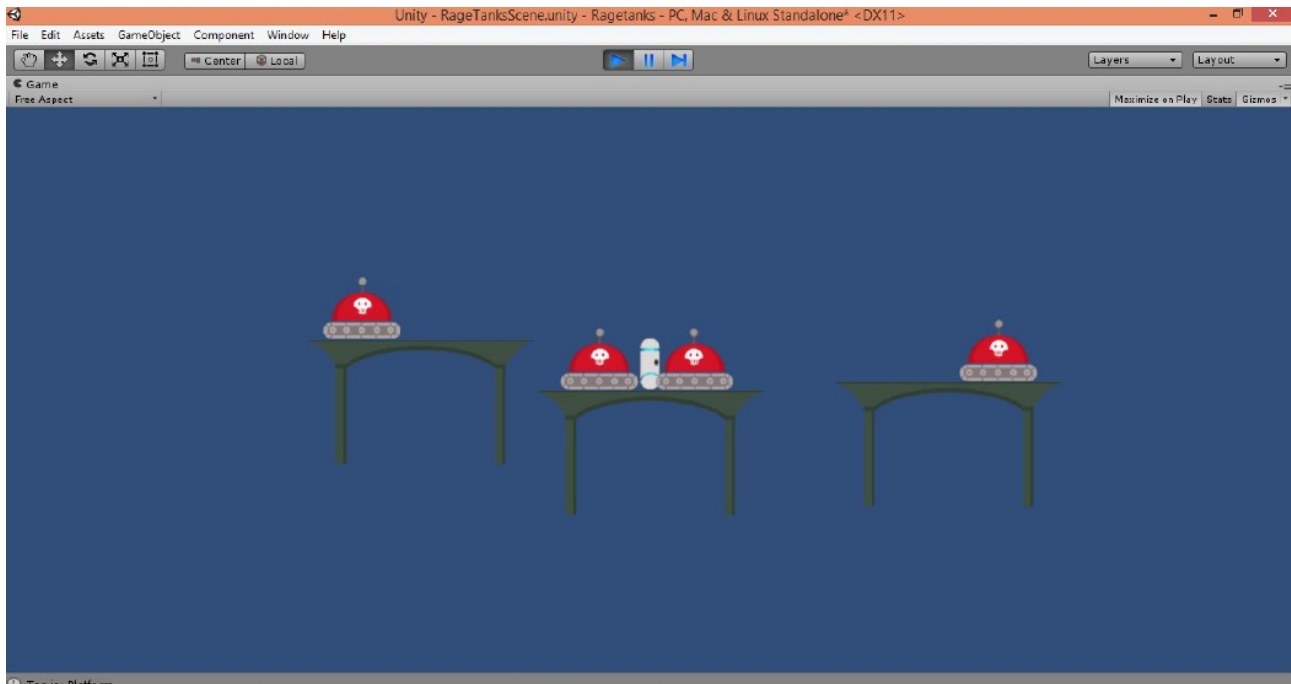 Unity - RageTanksScene.unity - Ragetanks - PC, Mac & Linux Standalone* <DX11>
File Edit Assets GameObject Component Window Help
Center Local Layers Layout
Game
Free Aspect Maximize on Play Stats Gizmos
Platform